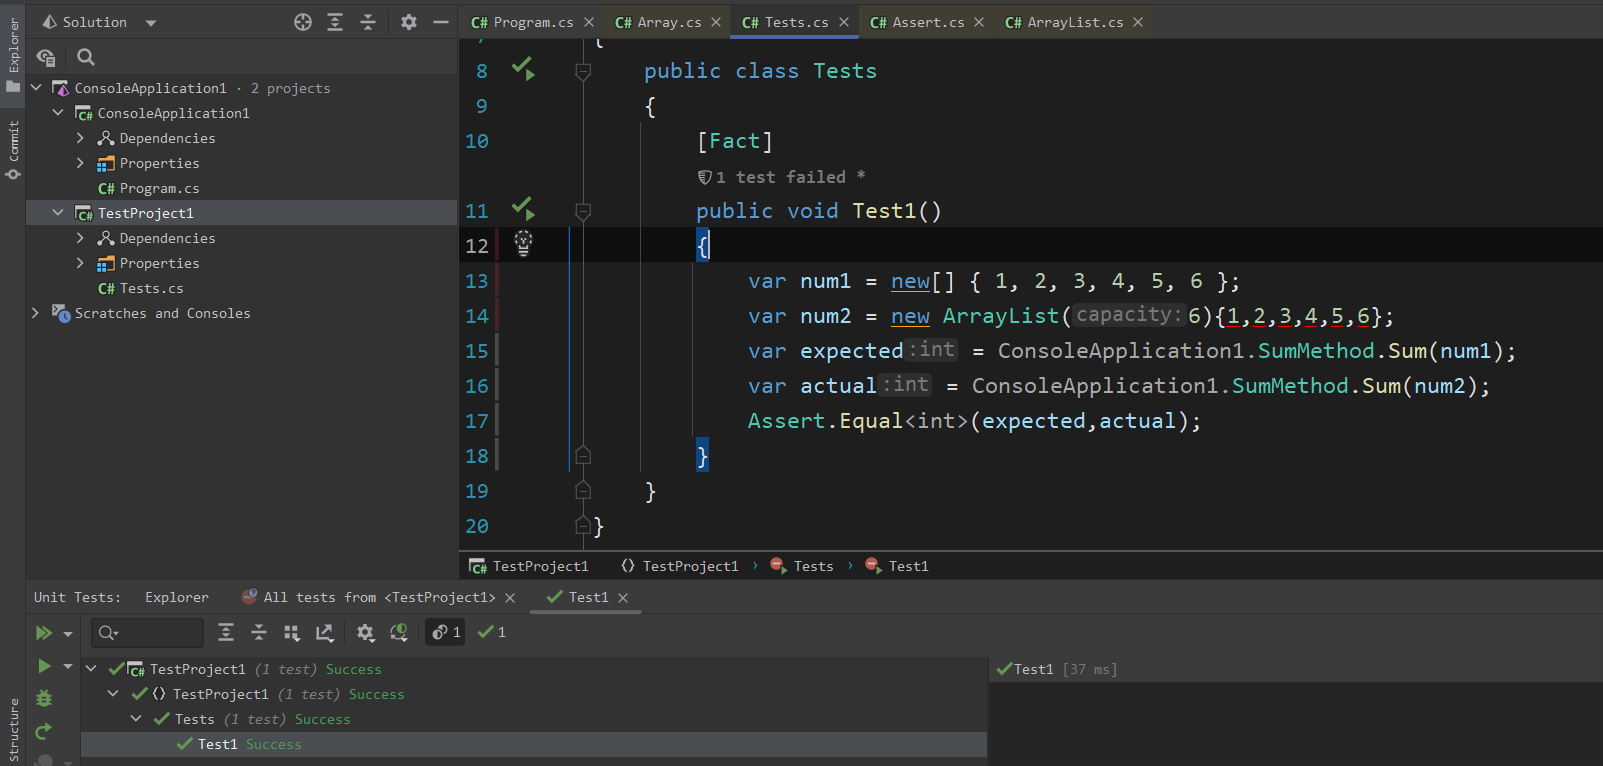 Explorer
Commit
Structure
Solution
ConsoleApplication1 · 2 projects
C# ConsoleApplication1
Dependencies
Properties
C# Program.cs
C# TestProject1
Dependencies
Properties
C# Tests.cs
Scratches and Consoles
C# Program.cs C# Array.cs C# Tests.cs C# Assert.cs C# ArrayList.cs
{
8 public class Tests
9 {
10 [Fact]
1 test failed *
11 public void Test1()
12 {
13 var num1 = new[] { 1, 2, 3, 4, 5, 6 };
14 var num2 = new ArrayList(capacity:6){1,2,3,4,5,6};
15 var expected:int = ConsoleApplication1.SumMethod.Sum(num1);
16 var actual:int = ConsoleApplication1.SumMethod.Sum(num2);
17 Assert.Equal<int>(expected,actual);
18 }
19 }
20 }
C# TestProject1 {} TestProject1 › Tests › Test1
Unit Tests: Explorer All tests from <TestProject1> Test1
1 1
C# TestProject1 (1 test) Success
{} TestProject1 (1 test) Success
Tests (1 test) Success
Test1 Success
Test1 [37 ms]